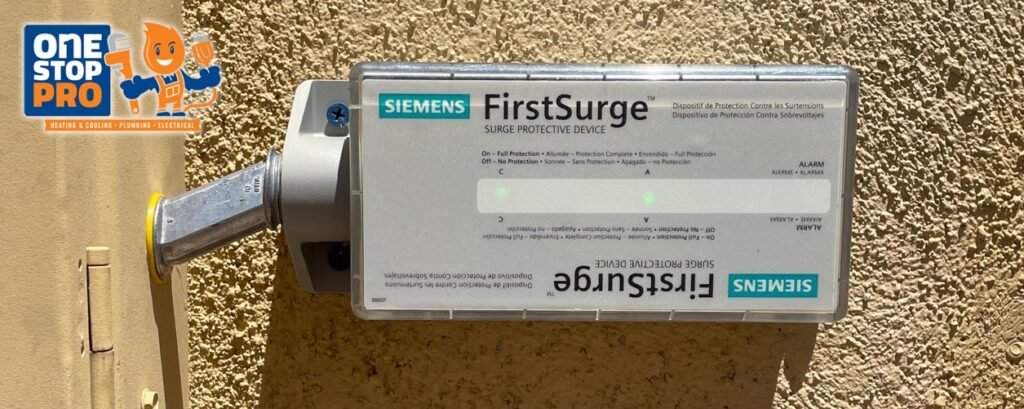 ONE
STOP
PRO
HEATING & COOLING • PLUMBING • ELECTRICAL
SIEMENS FirstSurge™
SURGE PROTECTIVE DEVICE
Dispositif de Protection Contre les Surtensions
Dispositivo de Protección Contra Sobrevoltajes
On – Full Protection • Allumée – Protection Complete • Encendido – Full Protección
Off – No Protection • Sonnée – Sans Protection • Apagado – no Protección
ALARM
ALARME • ALARMA
C A
C A
ALARM
ALARME • ALARMA
On – Full Protection • Allumée – Protection Complete • Encendido – Full Protección
Off – No Protection • Sonnée – Sans Protection • Apagado – no Protección
SIEMENS FirstSurge™
SURGE PROTECTIVE DEVICE
Dispositif de Protection Contre les Surtensions
Dispositivo de Protección Contra Sobrevoltajes